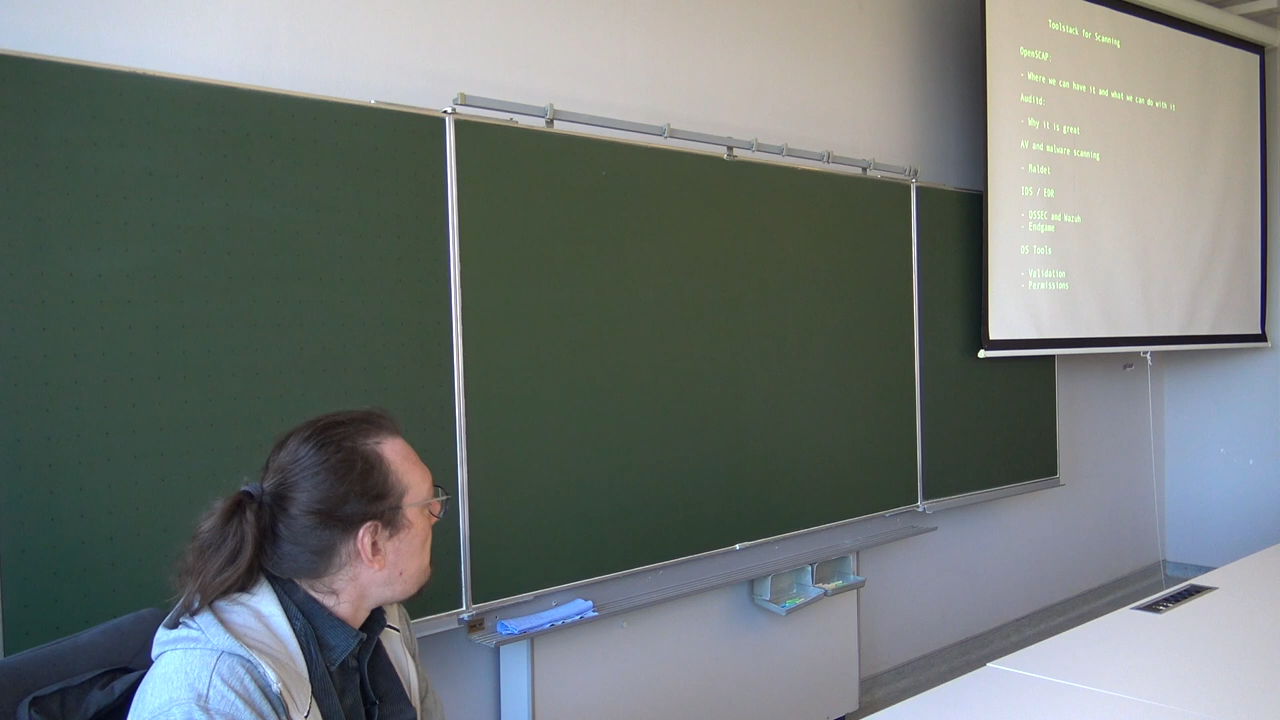 Toolstack for Scanning
OpenSCAP:
- Where we can have it and what we can do with it
Auditd:
- Why it is great
AV and malware scanning
- Maldet
IDS / EDR
- OSSEC and Wazuh
- Endgame
OS Tools
- Validation
- Permissions